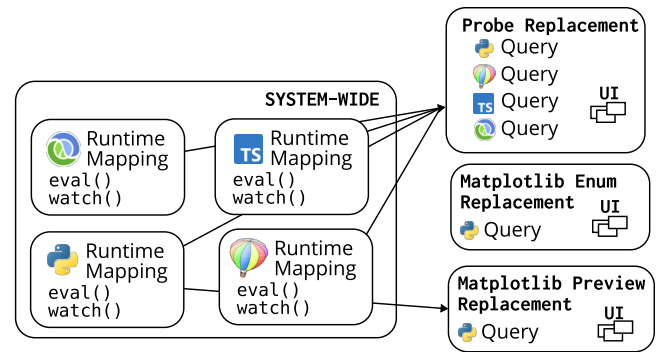 SYSTEM-WIDE
Runtime
Mapping
eval()
watch()
TS
Runtime
Mapping
eval()
watch()
Runtime
Mapping
eval()
watch()
Runtime
Mapping
eval()
watch()
Probe Replacement
Query
Query
TS
Query
Query
UI
Matplotlib Enum
Replacement
Query
UI
Matplotlib Preview
Replacement
Query
UI